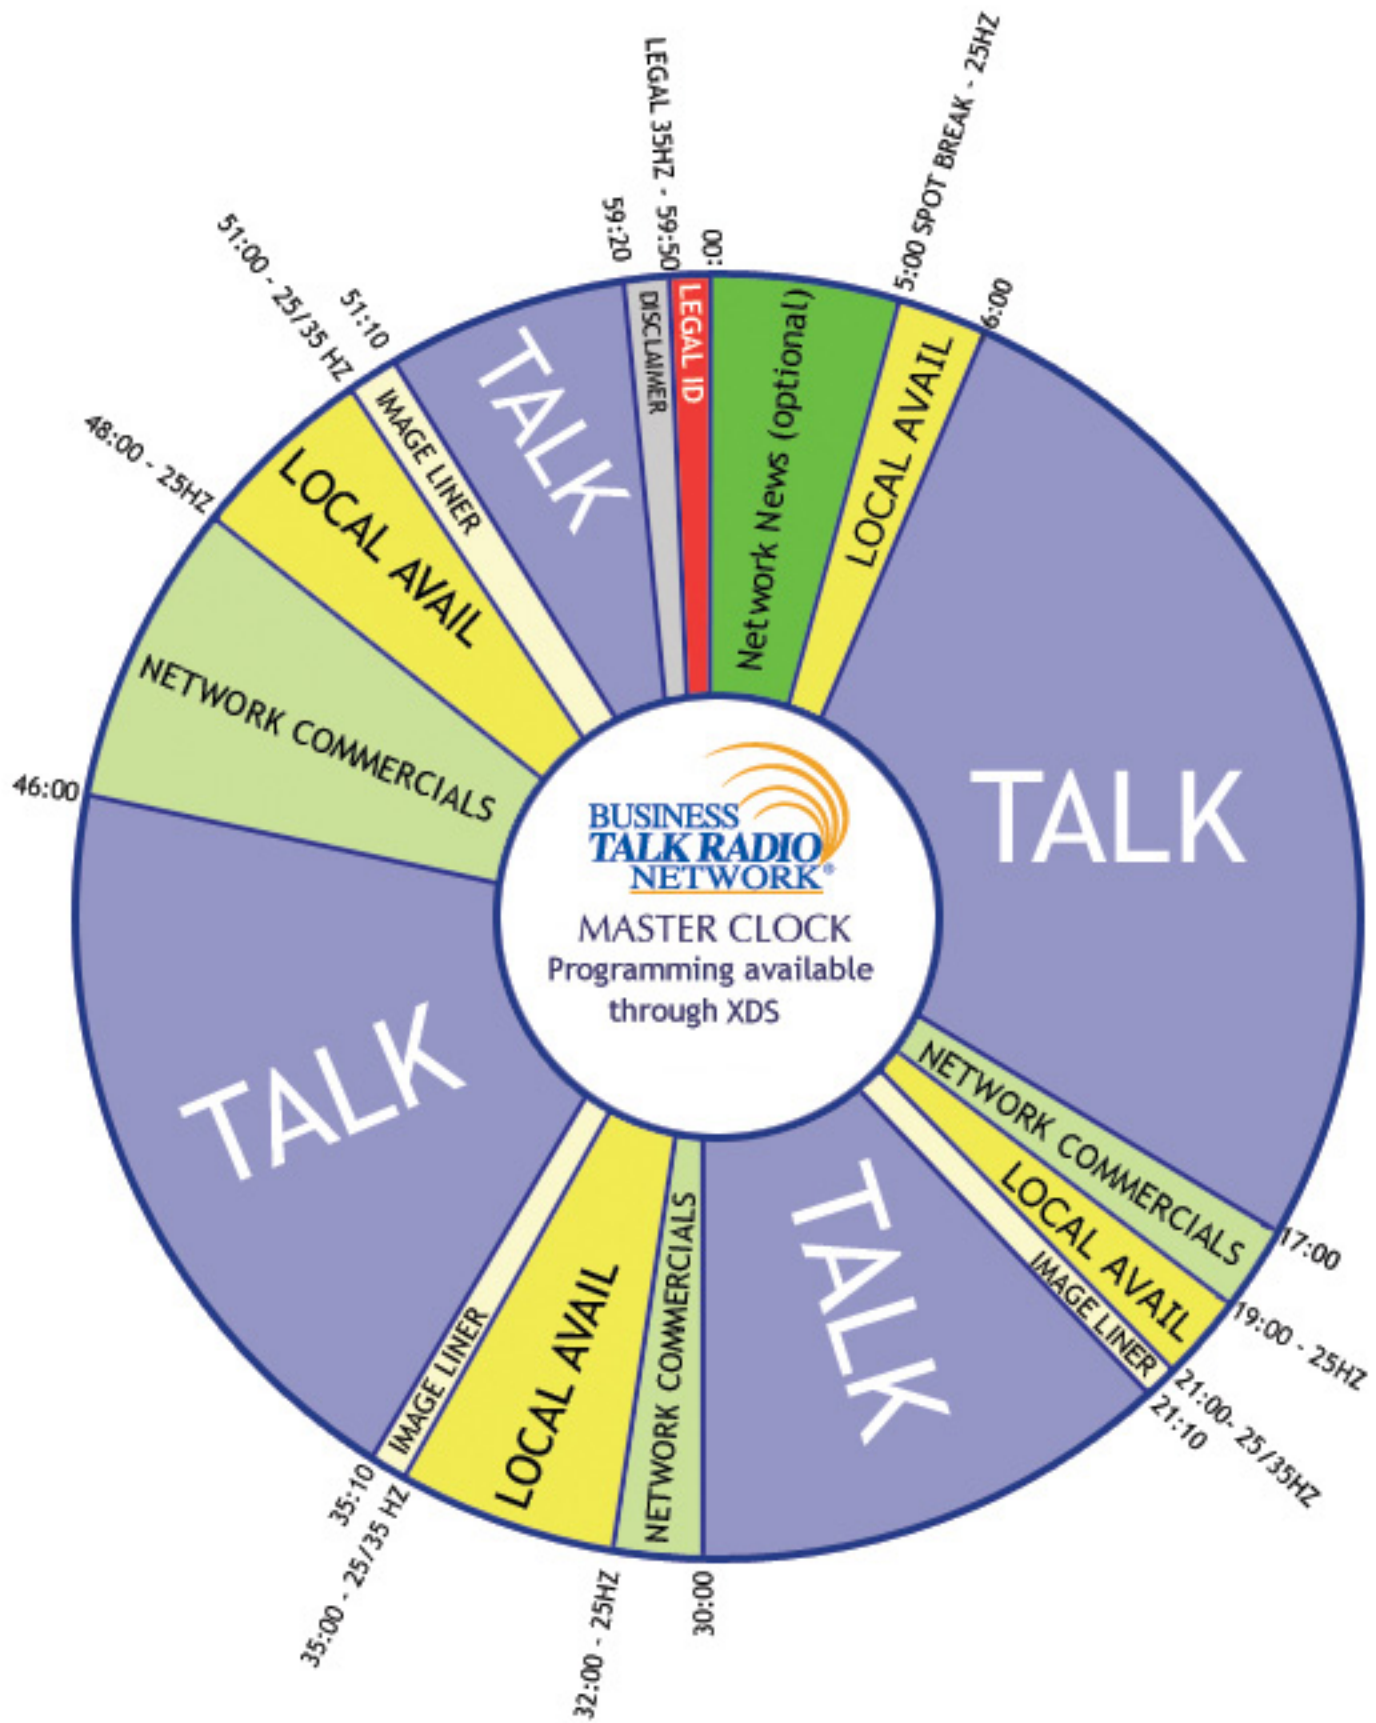 LEGAL 35HZ - 59:50
:00
5:00 SPOT BREAK - 25HZ
6:00
Network News (optional)
LOCAL AVAIL
TALK
17:00
NETWORK COMMERCIALS
19:00 - 25HZ
LOCAL AVAIL
21:00- 25/35HZ
IMAGE LINER
21:10
TALK
30:00
NETWORK COMMERCIALS
32:00 - 25HZ
LOCAL AVAIL
35:00 - 25/35 HZ
IMAGE LINER
35:10
TALK
46:00
NETWORK COMMERCIALS
48:00 - 25HZ
LOCAL AVAIL
51:00 - 25/35 HZ
IMAGE LINER
51:10
TALK
59:20
DISCLAIMER
LEGAL ID
BUSINESS
TALK RADIO
NETWORK®
MASTER CLOCK
Programming available
through XDS